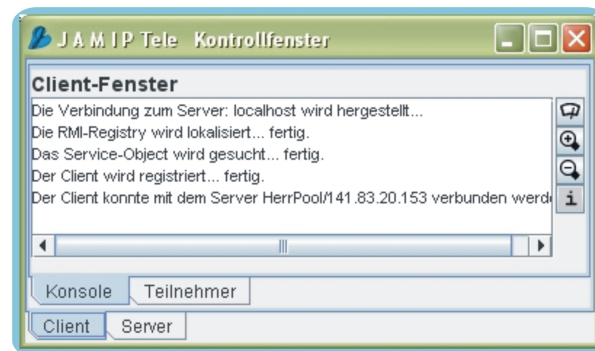 J A M I P Tele Kontrollfenster
Client-Fenster
Die Verbindung zum Server: localhost wird hergestellt...
Die RMI-Registry wird lokalisiert... fertig.
Das Service-Object wird gesucht... fertig.
Der Client wird registriert... fertig.
Der Client konnte mit dem Server HerrPool/141.83.20.153 verbunden werd
i
Konsole Teilnehmer
Client Server